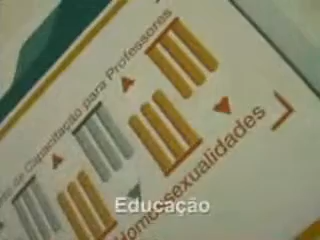 de Capacitação para Professores
Homossexualidades
Educação